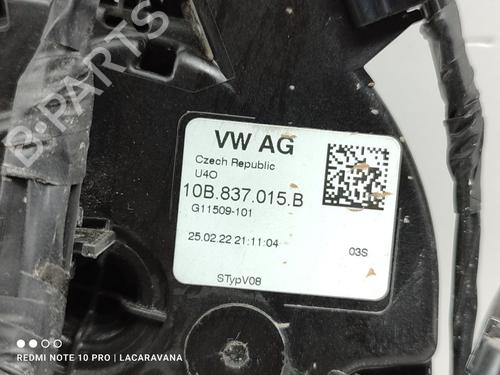 B-PARTS
VW AG
Czech Republic
U4O
10B.837.015.B
G11509-101
25.02.22 21:11:04
03S
STypV08
REDMI NOTE 10 PRO | LACARAVANA